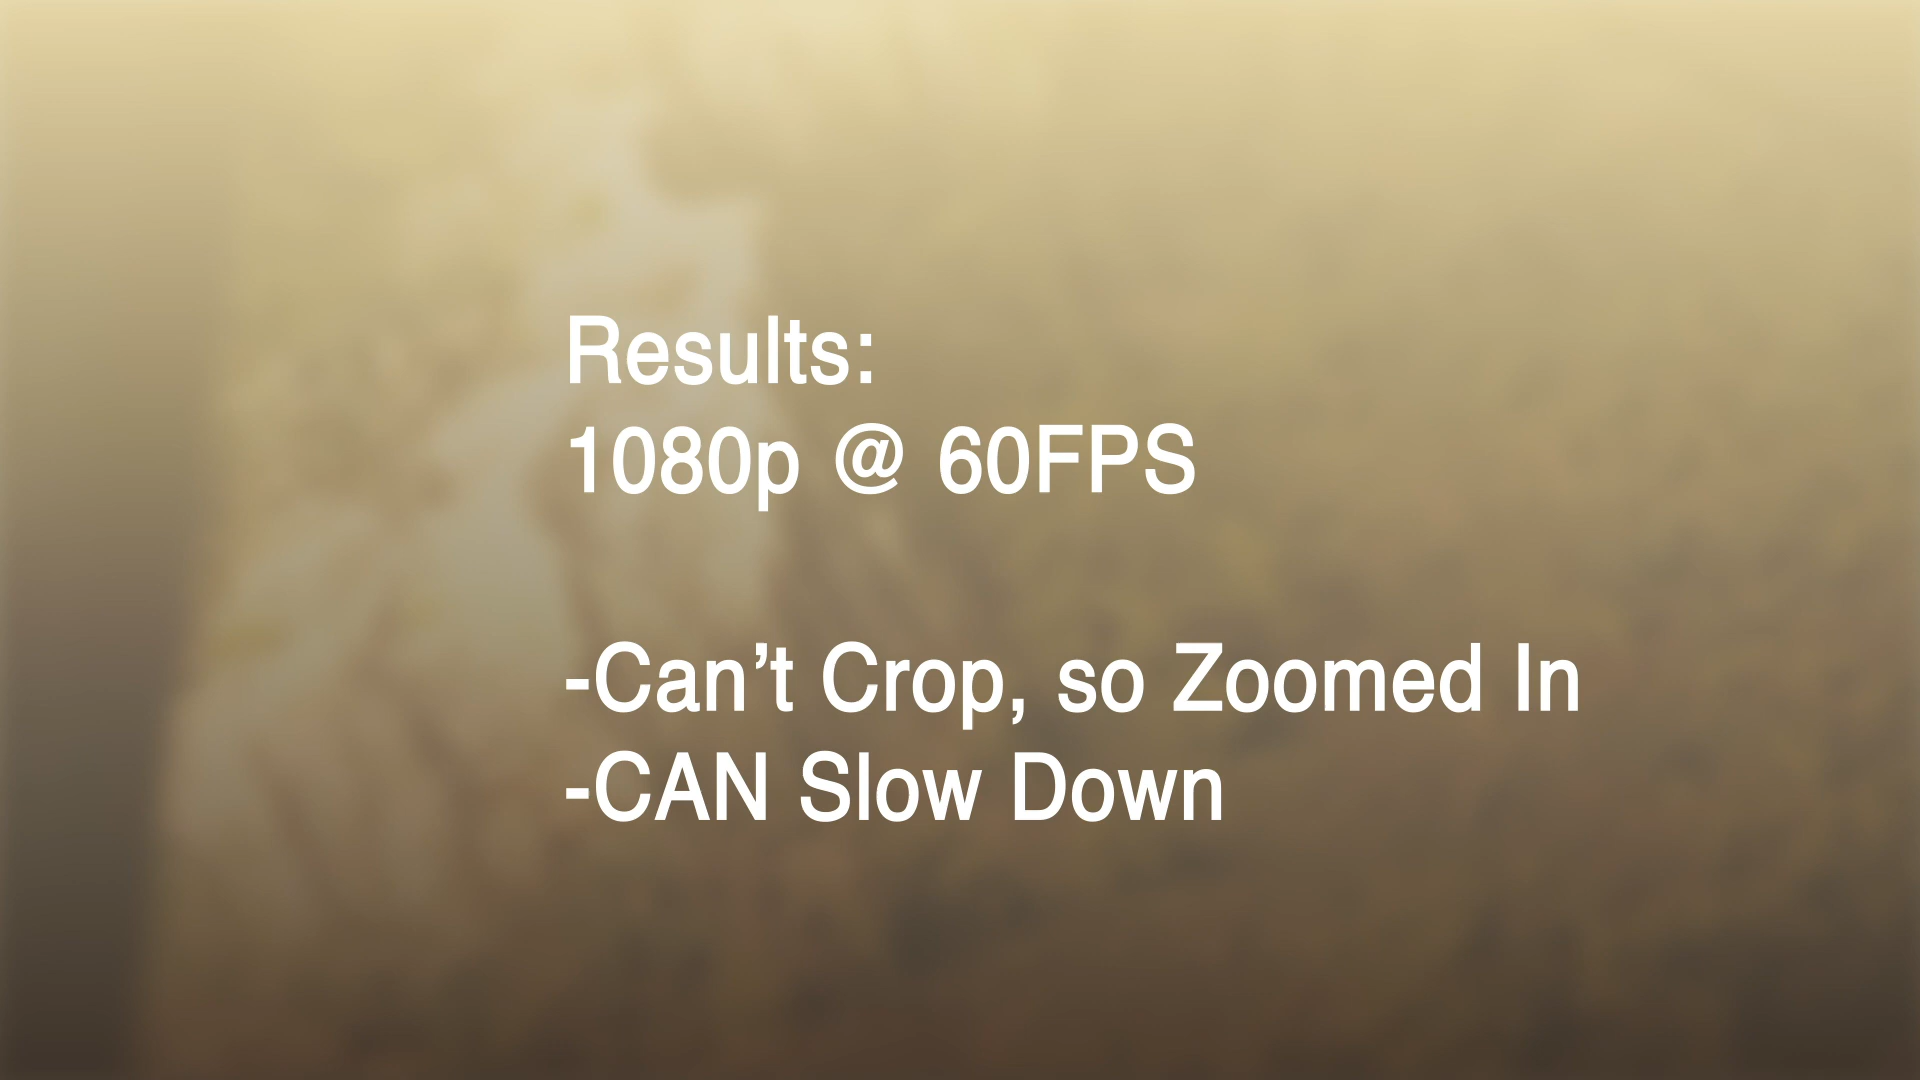 Results:
1080p @ 60FPS
-Can’t Crop, so Zoomed In
-CAN Slow Down